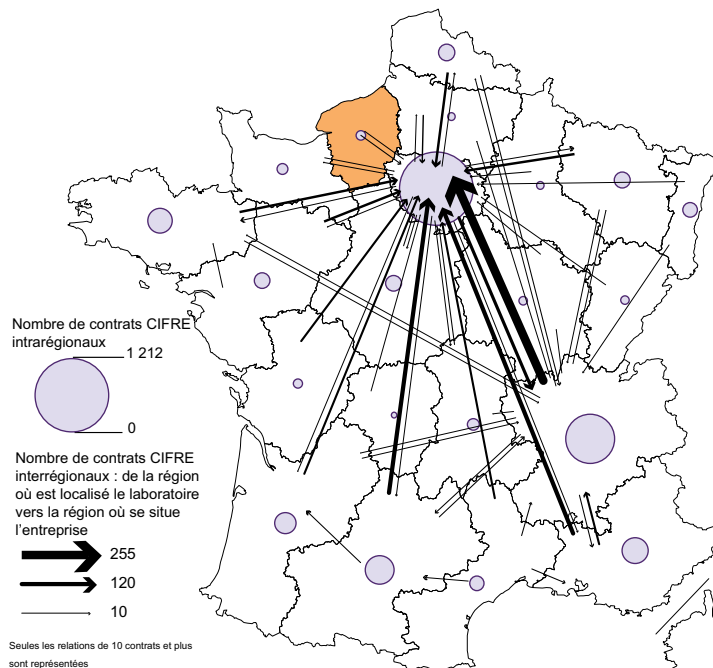 Nombre de contrats CIFRE
intrarégionaux
1 212
0
Nombre de contrats CIFRE
interrégionaux : de la région
où est localisé le laboratoire
vers la région où se situe
l'entreprise
255
120
10
Seules les relations de 10 contrats et plus
sont représentées